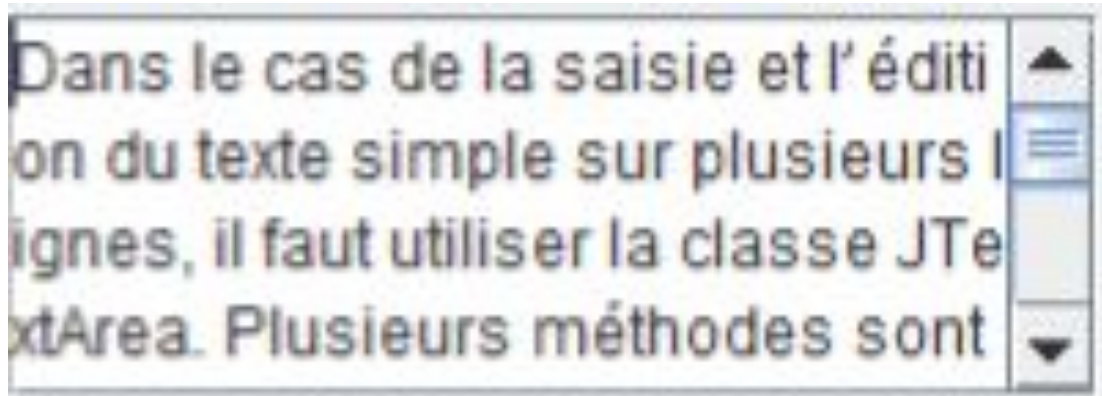 Dans le cas de la saisie et l'éditi
on du texte simple sur plusieurs l
ignes, il faut utiliser la classe JTe
xtArea. Plusieurs méthodes sont